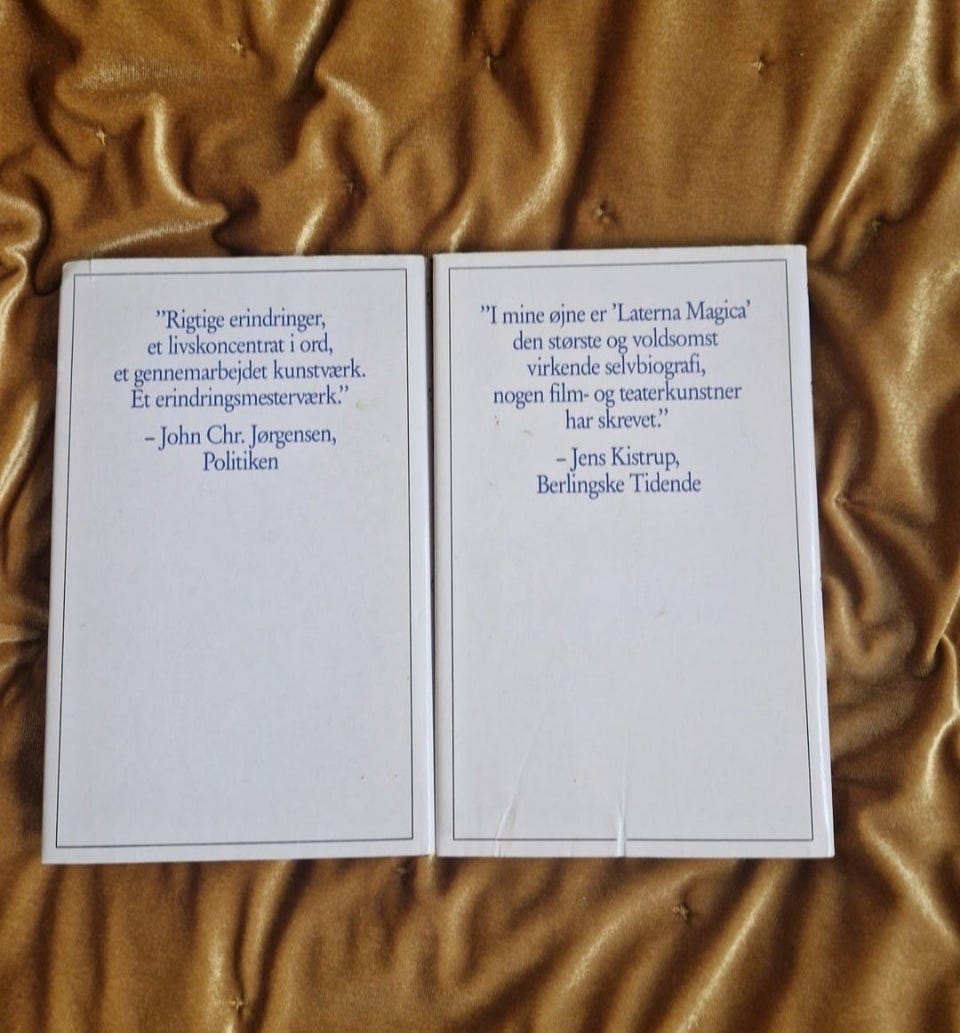 ”Rigtige erindringer,
et livskoncentrat i ord,
et gennemarbejdet kunstværk.
Et erindringsmesterværk.”
– John Chr. Jørgensen,
Politiken
”I mine øjne er ’Laterna Magica’
den største og voldsomst
virkende selvbiografi,
nogen film- og teaterkunstner
har skrevet.”
– Jens Kistrup,
Berlingske Tidende